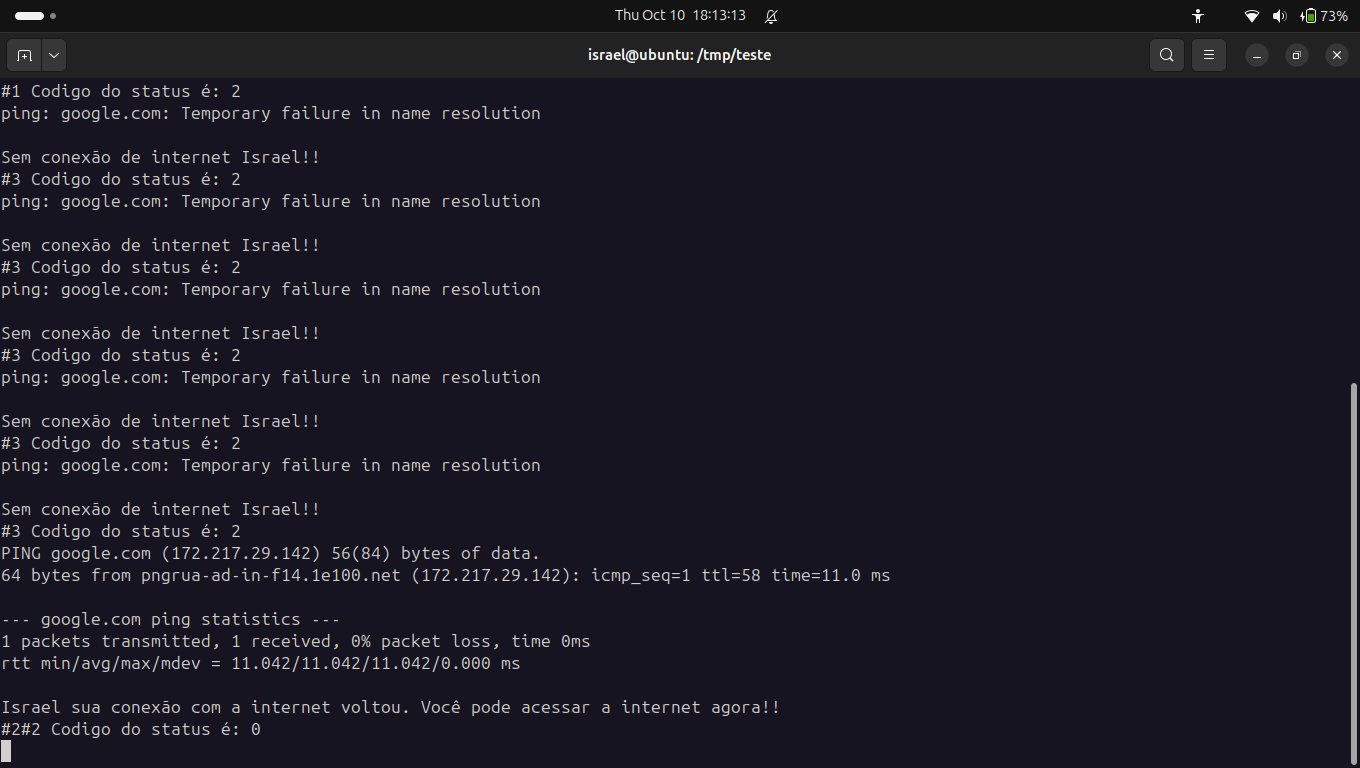 Thu Oct 10 18:13:13
73%
israel@ubuntu: /tmp/teste
#1 Codigo do status é: 2
ping: google.com: Temporary failure in name resolution
Sem conexão de internet Israel!!
#3 Codigo do status é: 2
ping: google.com: Temporary failure in name resolution
Sem conexão de internet Israel!!
#3 Codigo do status é: 2
ping: google.com: Temporary failure in name resolution
Sem conexão de internet Israel!!
#3 Codigo do status é: 2
ping: google.com: Temporary failure in name resolution
Sem conexão de internet Israel!!
#3 Codigo do status é: 2
ping: google.com: Temporary failure in name resolution
Sem conexão de internet Israel!!
#3 Codigo do status é: 2
PING google.com (172.217.29.142) 56(84) bytes of data.
64 bytes from pngrua-ad-in-f14.1e100.net (172.217.29.142): icmp_seq=1 ttl=58 time=11.0 ms
--- google.com ping statistics ---
1 packets transmitted, 1 received, 0% packet loss, time 0ms
rtt min/avg/max/mdev = 11.042/11.042/11.042/0.000 ms
Israel sua conexão com a internet voltou. Você pode acessar a internet agora!!
#2#2 Codigo do status é: 0